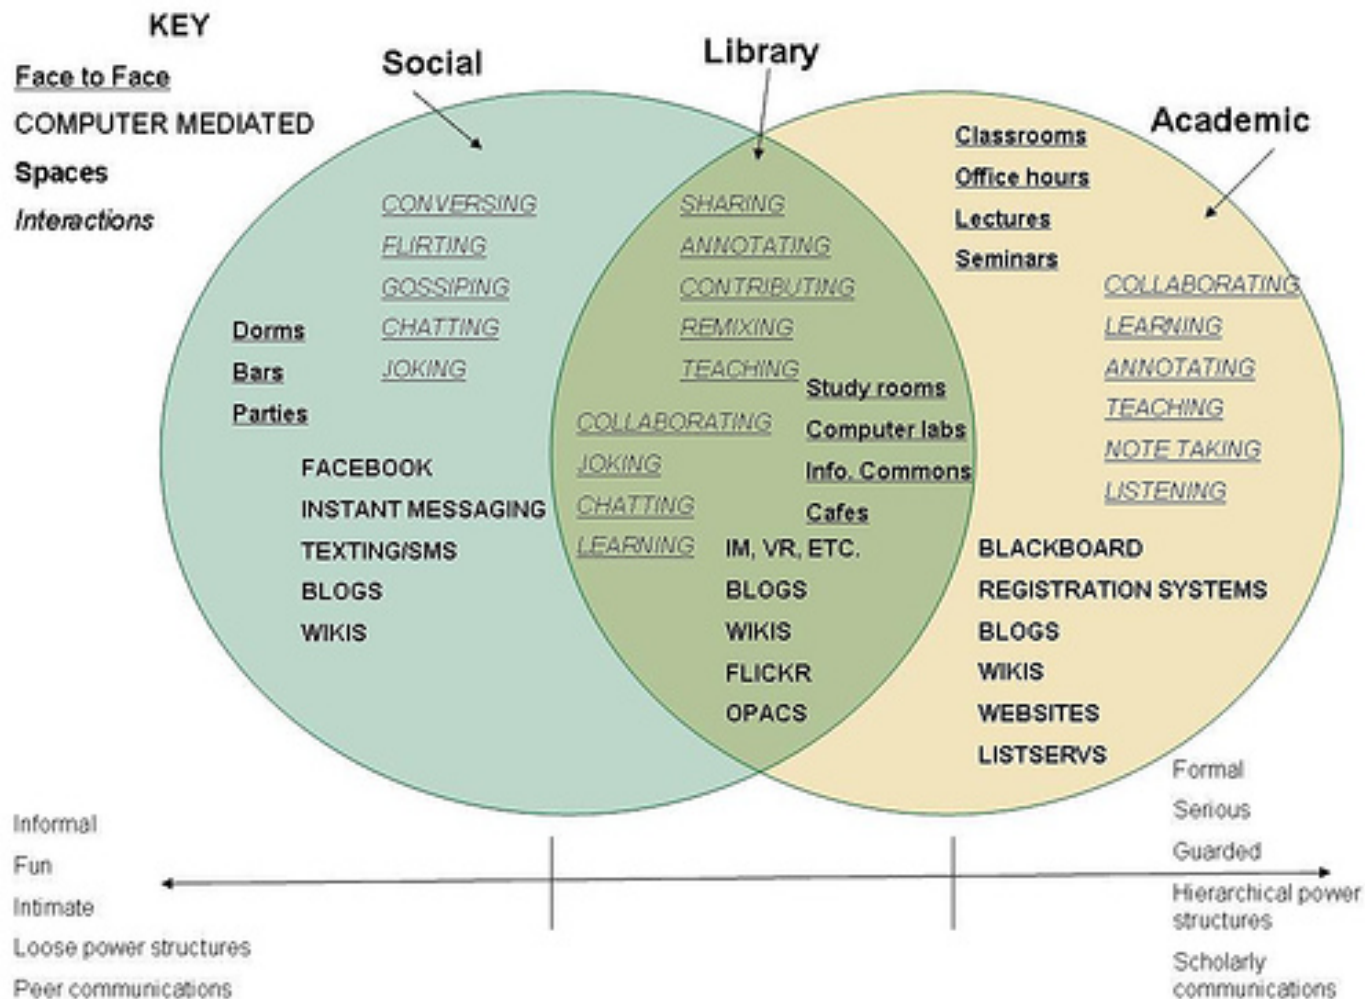 KEY
Face to Face
COMPUTER MEDIATED
Spaces
Interactions
Social
Library
Academic
CONVERSING
FLIRTING
GOSSIPING
CHATTING
JOKING
Dorms
Bars
Parties
FACEBOOK
INSTANT MESSAGING
TEXTING/SMS
BLOGS
WIKIS
SHARING
ANNOTATING
CONTRIBUTING
REMIXING
TEACHING
Study rooms
Computer labs
Info. Commons
Cafes
COLLABORATING
JOKING
CHATTING
LEARNING
IM, VR, ETC.
BLOGS
WIKIS
FLICKR
OPACS
Classrooms
Office hours
Lectures
Seminars
COLLABORATING
LEARNING
ANNOTATING
TEACHING
NOTE TAKING
LISTENING
BLACKBOARD
REGISTRATION SYSTEMS
BLOGS
WIKIS
WEBSITES
LISTSERVS
Informal
Fun
Intimate
Loose power structures
Peer communications
Formal
Serious
Guarded
Hierarchical power
structures
Scholarly
communications